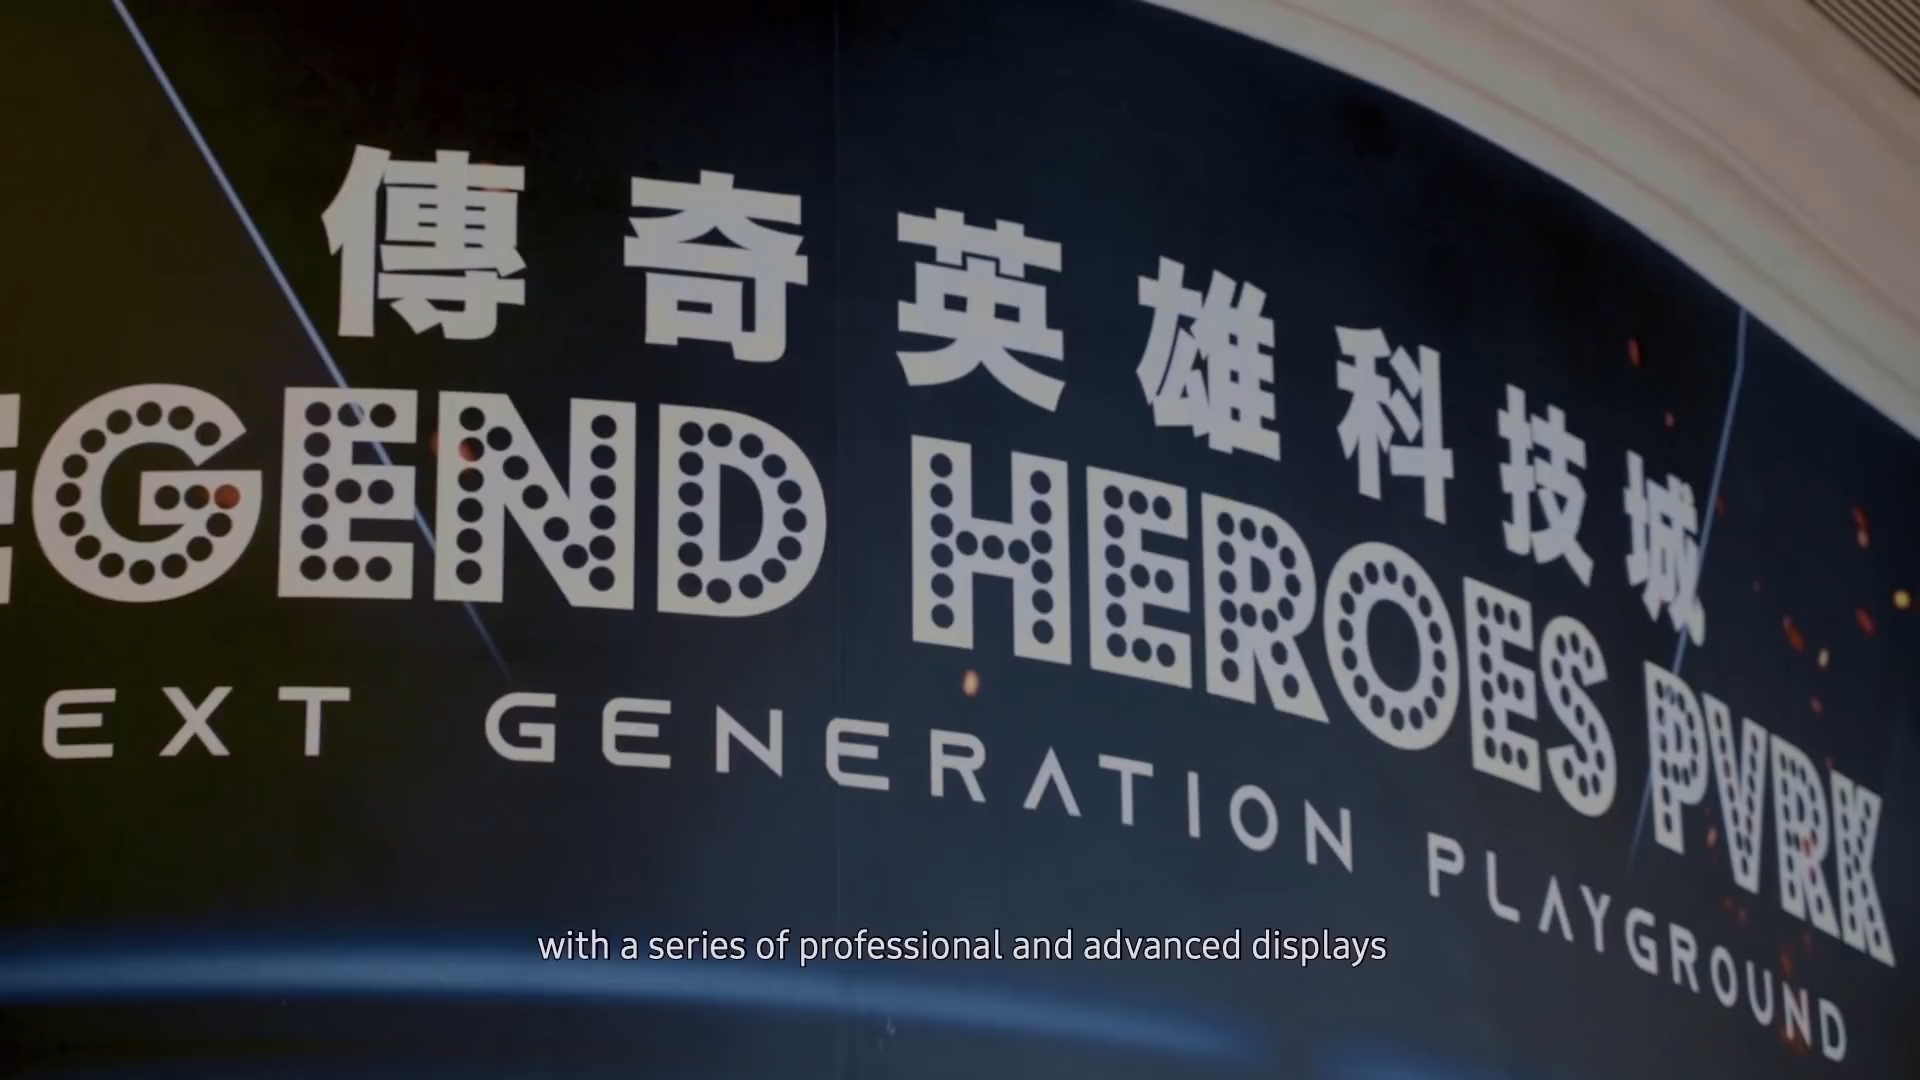 傳奇英雄科技城
EGEND HEROES PVRK
EXT GENERATION PLAYGROUND
with a series of professional and advanced displays